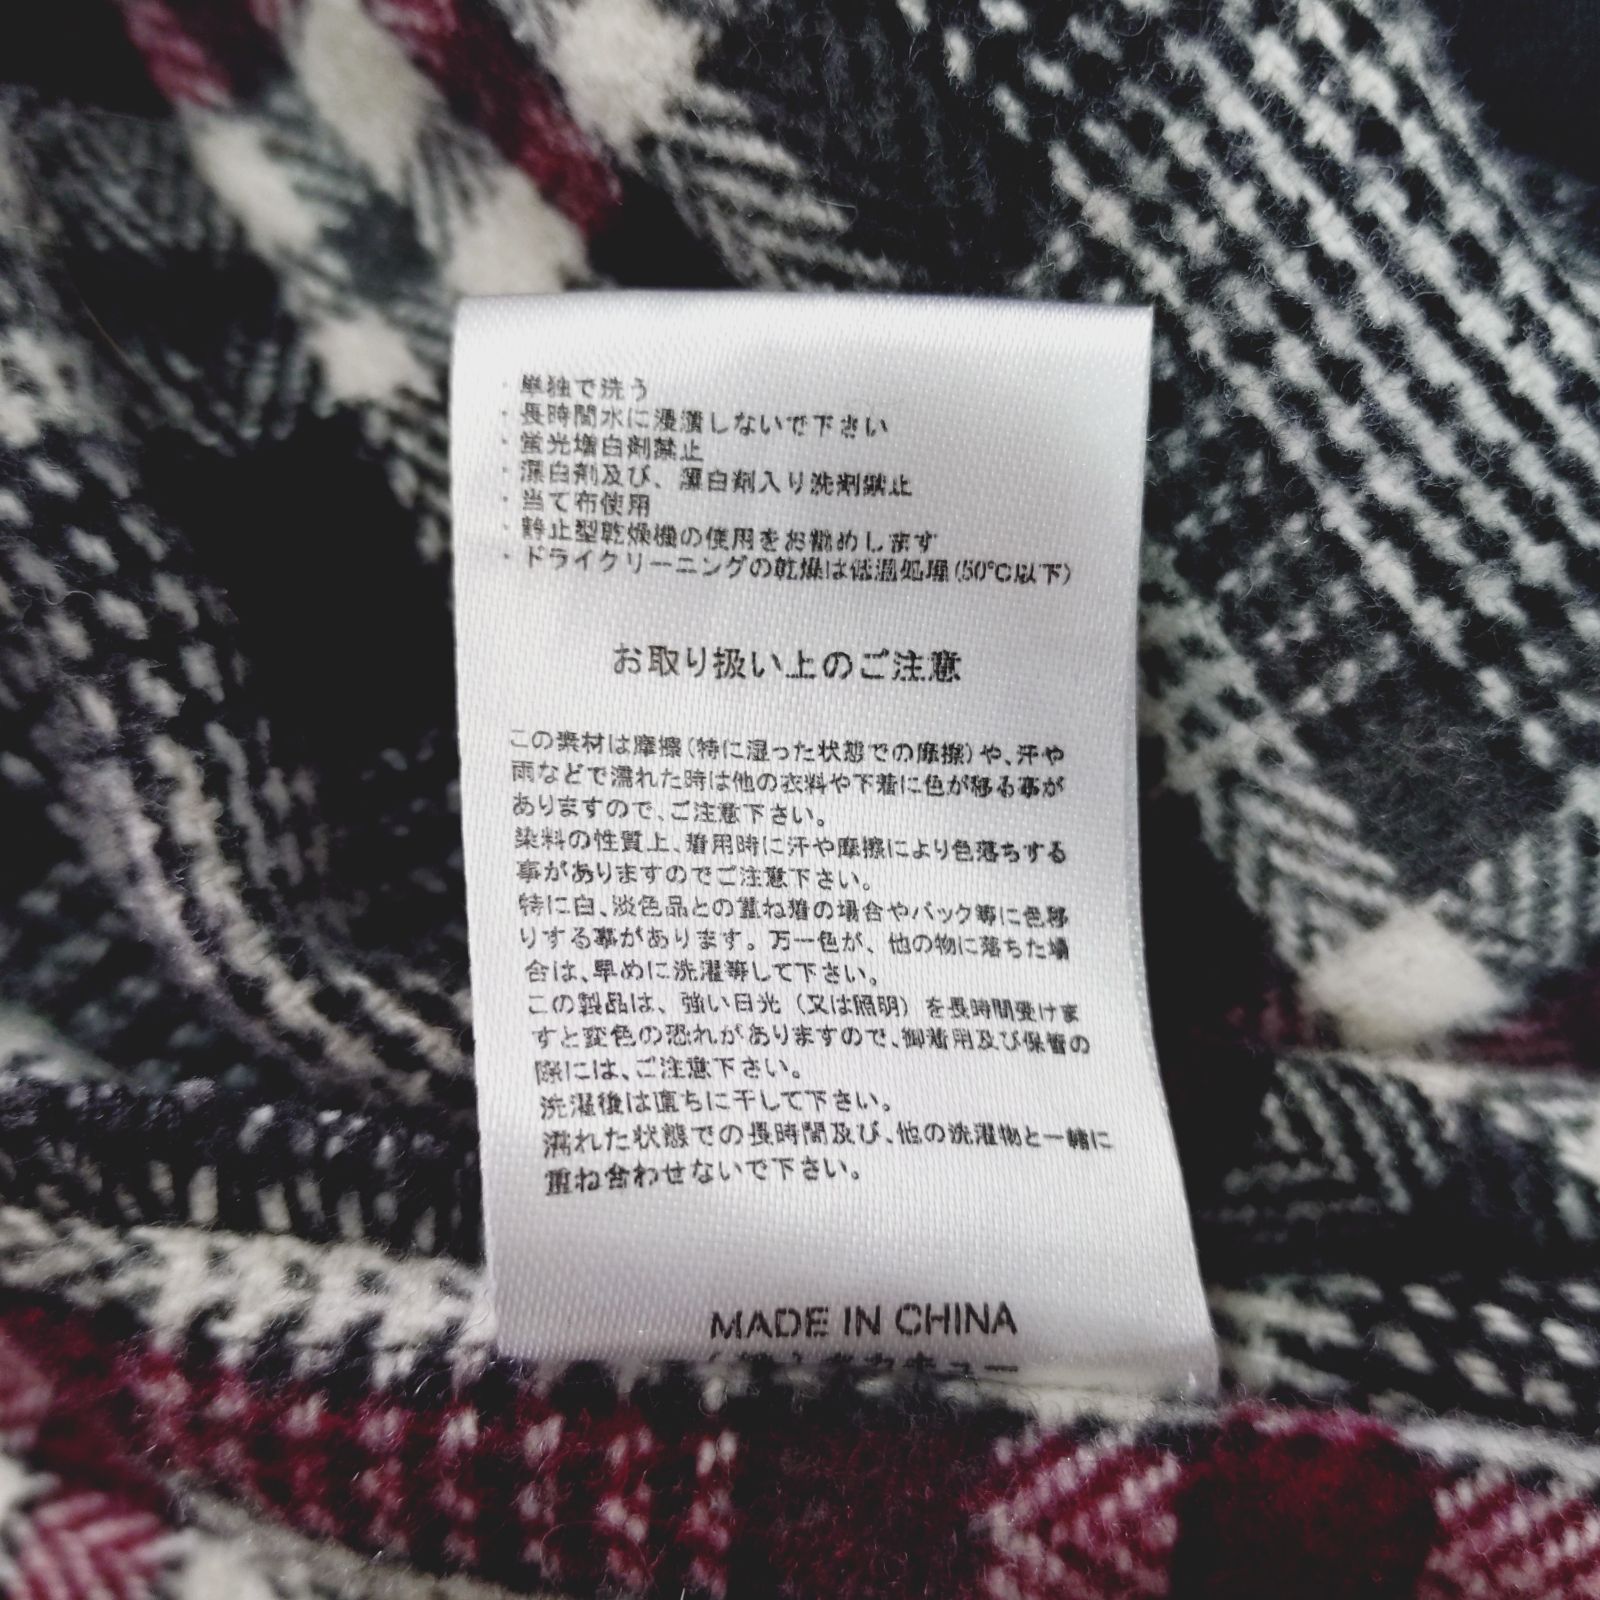 ・単独で洗う
・長時間水に浸漬しないで下さい
・蛍光増白剤禁止
・漂白剤及び、漂白剤入り洗剤禁止
・当て布使用
・静止型乾燥機の使用をお勧めします
・ドライクリーニングの乾燥は低温処理(50℃以下)
お取り扱い上のご注意
この素材は摩擦(特に湿った状態での摩擦)や、汗や
雨などで濡れた時は他の衣料や下着に色が移る事が
ありますので、ご注意下さい。
染料の性質上、着用時に汗や摩擦により色落ちする
事がありますのでご注意下さい。
特に白、淡色品との重ね着の場合やバック等に色移
りする事があります。万一色が、他の物に落ちた場
合は、早めに洗濯等して下さい。
この製品は、強い日光(又は照明)を長時間受けま
すと変色の恐れがありますので、御着用及び保管の
際には、ご注意下さい。
洗濯後は直ちに干して下さい。
濡れた状態での長時間及び、他の洗濯物と一緒に
重ね合わせないで下さい。
MADE IN CHINA